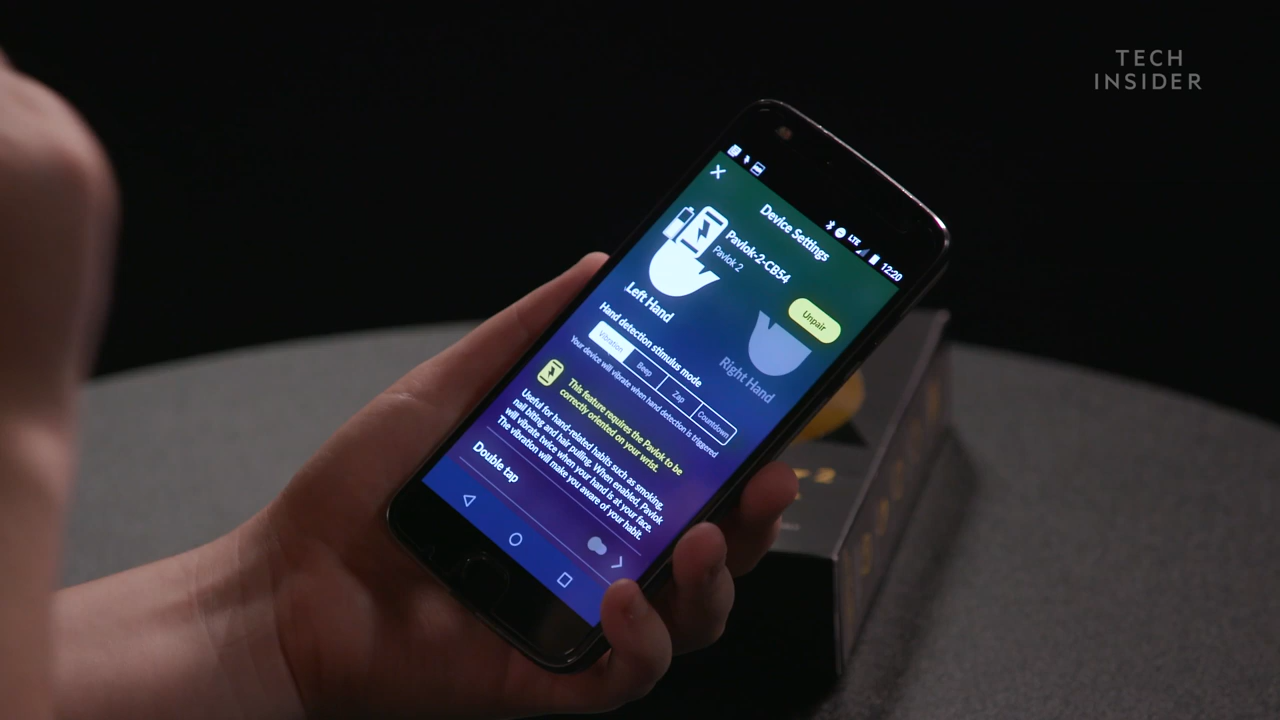 TECH
INSIDER
LTE
12:20
Device Settings
Pavlok-2-CB54
Pavlok 2
Unpair
Left Hand
Right Hand
Hand detection stimulus mode
Vibration
Beep
Zap
Countdown
Your device will vibrate when hand detection is triggered
This feature requires the Pavlok to be
correctly oriented on your wrist.
Useful for hand-related habits such as smoking,
nail biting and hair pulling. When enabled, Pavlok
will vibrate twice when your hand is at your face.
The vibration will make you aware of your habit.
Double tap